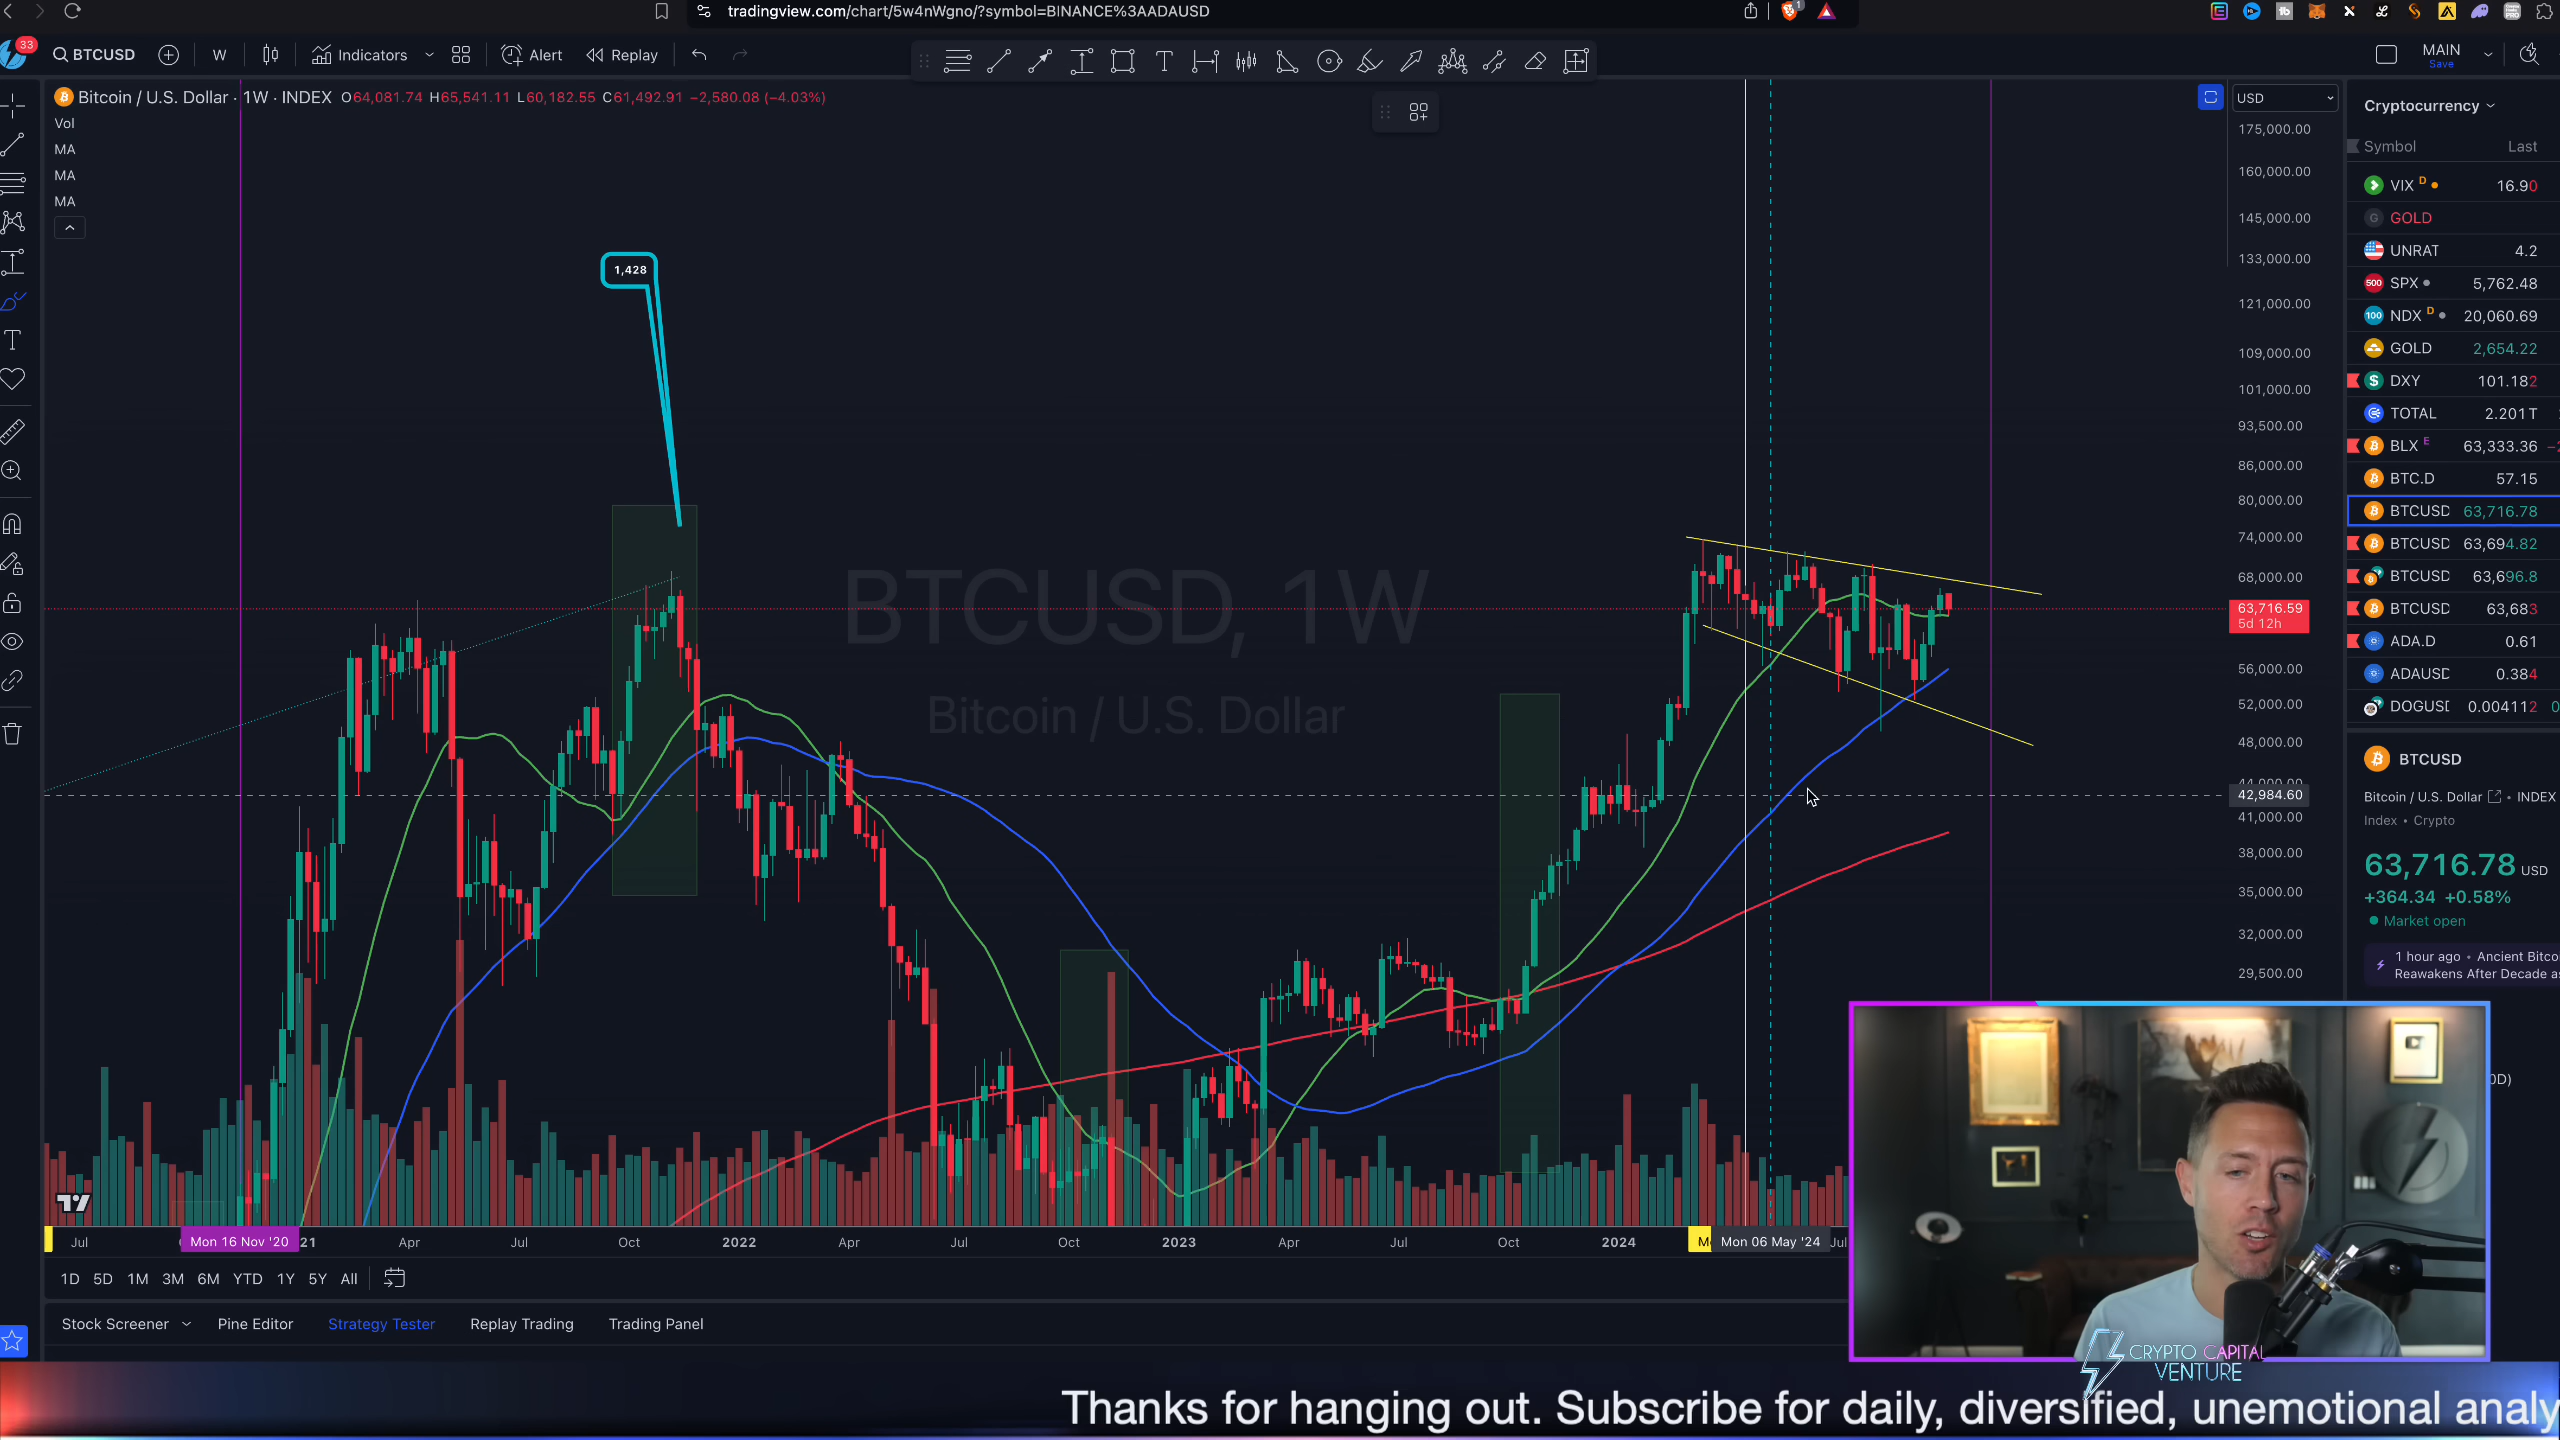 tradingview.com/chart/5w4nWgno/?symbol=BINANCE%3AADAUSD
1
33
BTCUSD
W
Indicators
Alert
Replay
MAIN
Save
Bitcoin / U.S. Dollar · 1W · INDEX O64,081.74 H65,541.11 L60,182.55 C61,492.91 −2,580.08 (−4.03%)
Vol
MA
MA
MA
1,428
BTCUSD, 1W
Bitcoin / U.S. Dollar
USD
175,000.00
160,000.00
145,000.00
133,000.00
121,000.00
109,000.00
101,000.00
93,500.00
86,000.00
80,000.00
74,000.00
68,000.00
63,716.59
5d 12h
56,000.00
52,000.00
48,000.00
44,000.00
42,984.60
41,000.00
38,000.00
35,000.00
32,000.00
29,500.00
Cryptocurrency
Symbol Last
VIX D 16.90
GOLD
UNRAT 4.2
SPX 5,762.48
NDX D 20,060.69
GOLD 2,654.22
DXY 101.182
TOTAL 2.201T
BLX E 63,333.36
BTC.D 57.15
BTCUSD 63,716.78
BTCUSD 63,694.82
BTCUSD 63,696.8
BTCUSD 63,683
ADA.D 0.61
ADAUSD 0.384
DOGUSI 0.004112 0
BTCUSD
Bitcoin / U.S. Dollar • INDEX
Index • Crypto
63,716.78 USD
+364.34 +0.58%
Market open
1 hour ago • Ancient Bitco
Reawakens After Decade as
Jul
Mon 16 Nov '20
21
Apr
Jul
Oct
2022
Apr
Jul
Oct
2023
Apr
Jul
Oct
2024
Mon 06 May '24
Jul
1D 5D 1M 3M 6M YTD 1Y 5Y All
Stock Screener
Pine Editor
Strategy Tester
Replay Trading
Trading Panel
CRYPTO CAPITAL
VENTURE
Thanks for hanging out. Subscribe for daily, diversified, unemotional analy